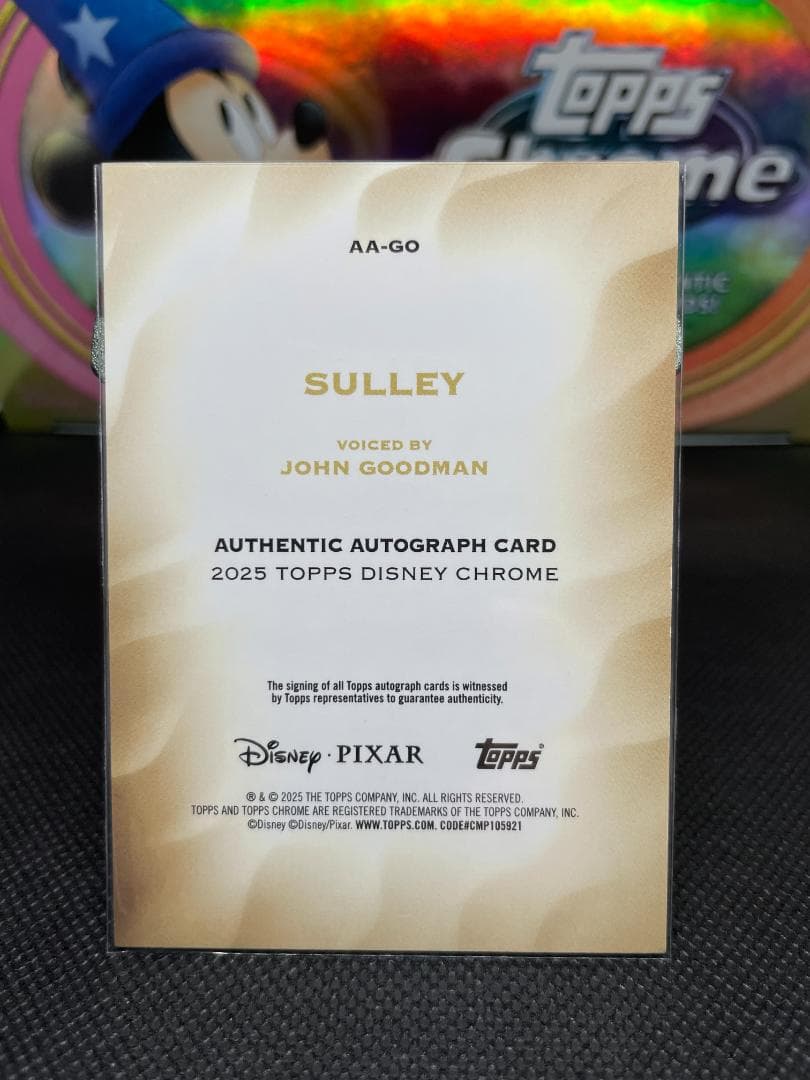 Topps
Chrome
AA-GO
SULLEY
VOICED BY
JOHN GOODMAN
AUTHENTIC AUTOGRAPH CARD
2025 TOPPS DISNEY CHROME
The signing of all Topps autograph cards is witnessed
by Topps representatives to guarantee authenticity.
Disney · PIXAR
Topps®
® & © 2025 THE TOPPS COMPANY, INC. ALL RIGHTS RESERVED.
TOPPS AND TOPPS CHROME ARE REGISTERED TRADEMARKS OF THE TOPPS COMPANY, INC.
©Disney ©Disney/Pixar. WWW.TOPPS.COM. CODE#CMP105921